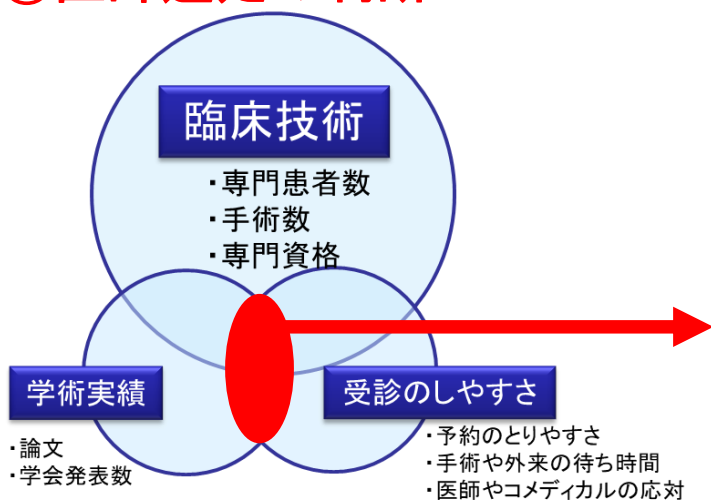 臨床技術
・専門患者数
・手術数
・専門資格
学術実績
・論文
・学会発表数
受診のしやすさ
・予約のとりやすさ
・手術や外来の待ち時間
・医師やコメディカルの応対